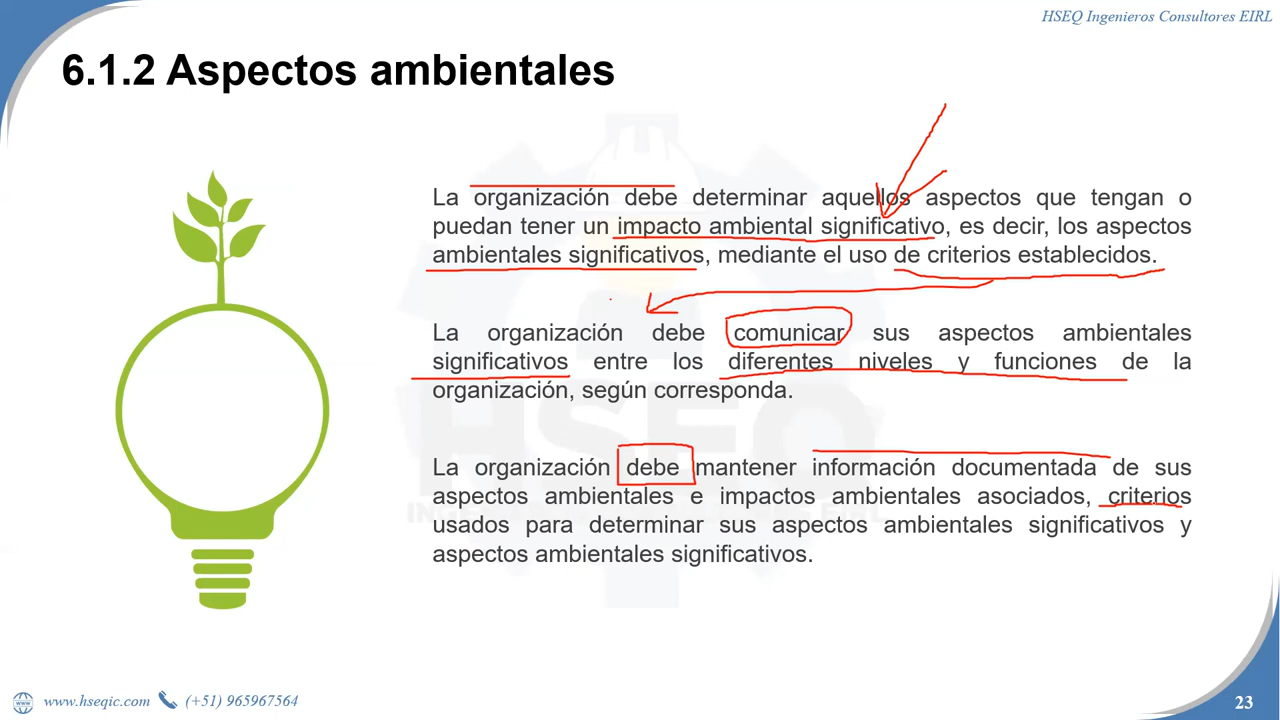 HSEQ Ingenieros Consultores EIRL
6.1.2 Aspectos ambientales
La organización debe determinar aquellos aspectos que tengan o
puedan tener un impacto ambiental significativo, es decir, los aspectos
ambientales significativos, mediante el uso de criterios establecidos.
La organización debe comunicar sus aspectos ambientales
significativos entre los diferentes niveles y funciones de la
organización, según corresponda.
La organización debe mantener información documentada de sus
aspectos ambientales e impactos ambientales asociados, criterios
usados para determinar sus aspectos ambientales significativos y
aspectos ambientales significativos.
www.hseqic.com (+51) 965967564
23